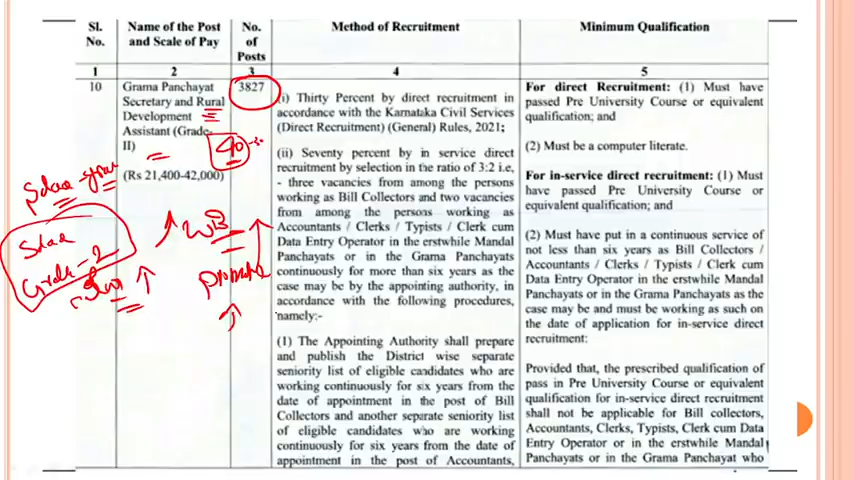 Sl. No.
Name of the Post and Scale of Pay
No. of Posts
Method of Recruitment
Minimum Qualification
1
2
3
4
5
10
Grama Panchayat
Secretary and Rural
Development
Assistant (Grade-
II)
(Rs 21,400-42,000)
3827
(i) Thirty Percent by direct recruitment in
accordance with the Karnataka Civil Services
(Direct Recruitment) (General) Rules, 2021;
(ii) Seventy percent by in service direct
recruitment by selection in the ratio of 3:2 i.e,
- three vacancies from among the persons
working as Bill Collectors and two vacancies
from among the persons working as
Accountants / Clerks / Typists / Clerk cum
Data Entry Operator in the erstwhile Mandal
Panchayats or in the Grama Panchayats
continuously for more than six years as the
case may be by the appointing authority, in
accordance with the following procedures,
namely:-
(1) The Appointing Authority shall prepare
and publish the District wise separate
seniority list of eligible candidates who are
working continuously for six years from the
date of appointment in the post of Bill
Collectors and another separate seniority list
of eligible candidates who are working
continuously for six years from the date of
appointment in the post of Accountants,
For direct Recruitment: (1) Must have
passed Pre University Course or equivalent
qualification; and
(2) Must be a computer literate.
For in-service direct recruitment: (1) Must
have passed Pre University Course or
equivalent qualification; and
(2) Must have put in a continuous service of
not less than six years as Bill Collectors /
Accountants / Clerks / Typists / Clerk cum
Data Entry Operator in the erstwhile Mandal
Panchayats or in the Grama Panchayats as the
case may be and must be working as such on
the date of application for in-service direct
recruitment:
Provided that, the prescribed qualification of
pass in Pre University Course or equivalent
qualification for in-service direct recruitment
shall not be applicable for Bill collectors,
Accountants, Clerks, Typists, Clerk cum Data
Entry Operator or in the erstwhile Mandal
Panchayats or in the Grama Panchayat who
Sdaa
Sdaa
Grade-2
WB